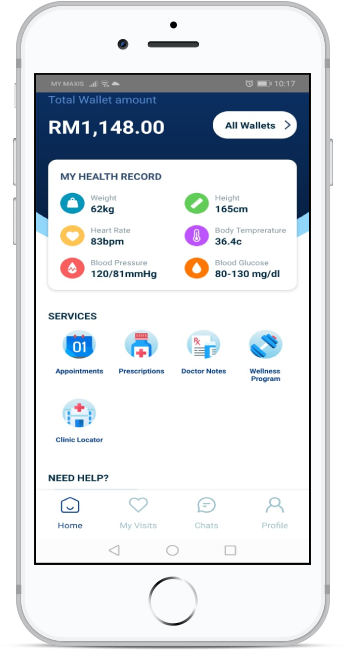 MY MAXIS 10:17
Total Wallet amount
RM1,148.00
All Wallets
MY HEALTH RECORD
Weight
62kg
Height
165cm
Heart Rate
83bpm
Body Temprerature
36.4c
Blood Pressure
120/81mmHg
Blood Glucose
80-130 mg/dl
SERVICES
01
Appointments
Prescriptions
Rx
Doctor Notes
Wellness
Program
Clinic Locator
NEED HELP?
Home
My Visits
Chats
Profile